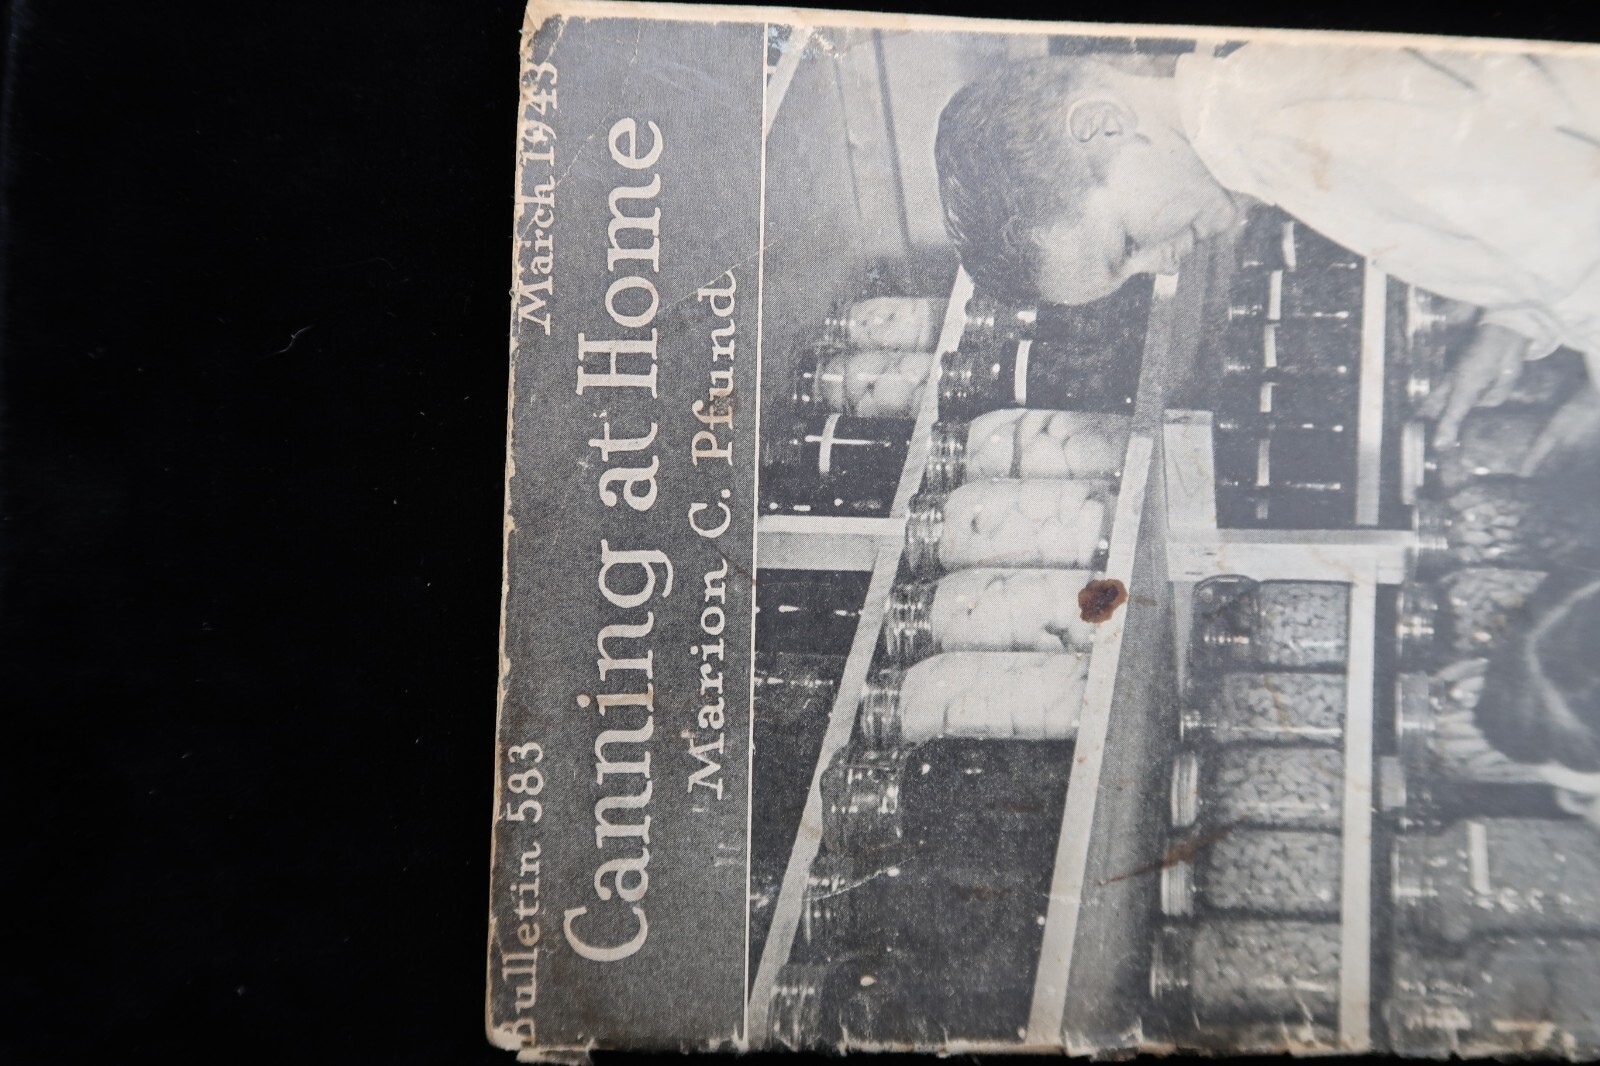 Bulletin 583 March 1943
Canning at Home
Marion C. Pfund